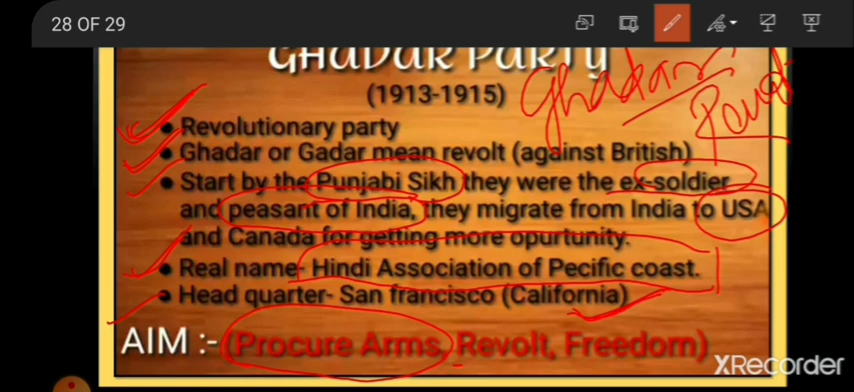 28 OF 29
GHADAR PARTY
(1913-1915)
Ghadar
• Revolutionary party
• Ghadar or Gadar mean revolt (against British)
• Start by the Punjabi Sikh they were the ex-soldier
and peasant of India, they migrate from India to USA
and Canada for getting more opurtunity.
• Real name- Hindi Association of Pecific coast.
• Head quarter- San francisco (California)
AIM :- (Procure Arms, Revolt, Freedom)
XRecorder